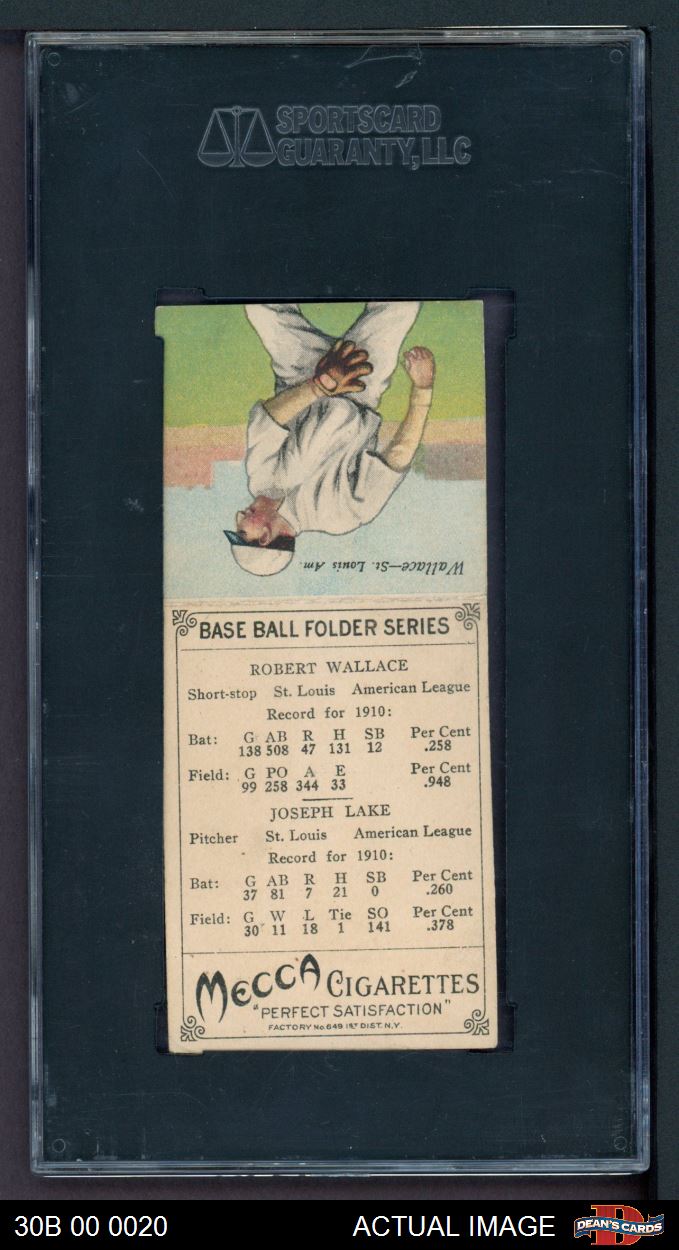 SPORTSCARD
GUARANTY, LLC
Wallace—St. Louis Am.
BASE BALL FOLDER SERIES
ROBERT WALLACE
Short-stop St. Louis American League
Record for 1910:
Bat: G AB R H SB Per Cent
138 508 47 131 12 .258
Field: G PO A E Per Cent
99 258 344 33 .948
JOSEPH LAKE
Pitcher St. Louis American League
Record for 1910:
Bat: G AB R H SB Per Cent
37 81 7 21 0 .260
Field: G W L Tie SO Per Cent
30 11 18 1 141 .378
MECCA CIGARETTES
"PERFECT SATISFACTION"
FACTORY No. 649 1ST DIST. N.Y.
30B 00 0020 ACTUAL IMAGE DEAN'S CARDS